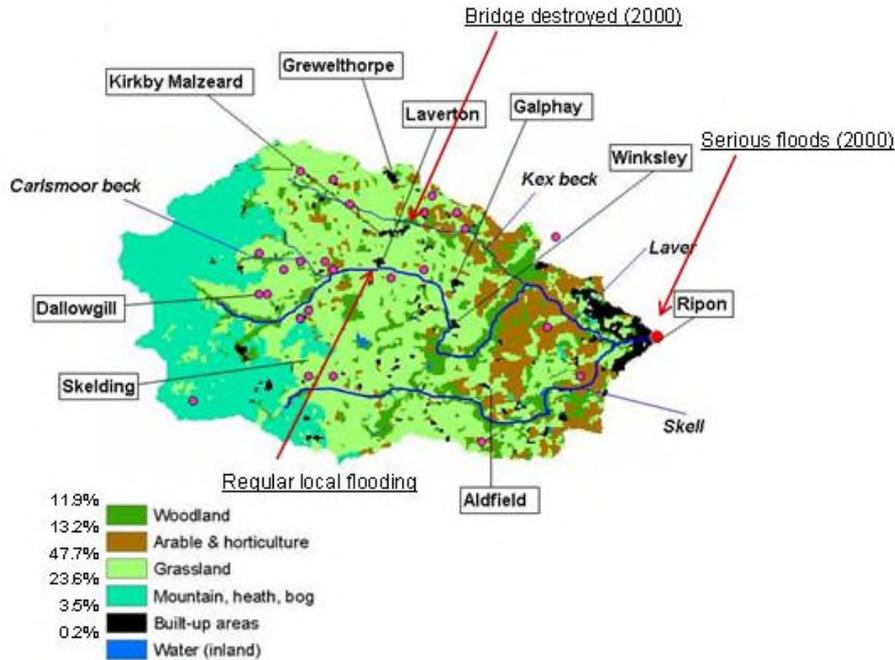 Bridge destroyed (2000)
Grewelthorpe
Kirkby Malzeard
Laverton
Galphay
Serious floods (2000)
Winksley
Carlsmoor beck
Kex beck
Laver
Dallowgill
Ripon
Skelding
Skell
Regular local flooding
Aldfield
11.9%
Woodland
13.2%
Arable & horticulture
47.7%
Grassland
23.6%
Mountain, heath, bog
3.5%
Built-up areas
0.2%
Water (inland)